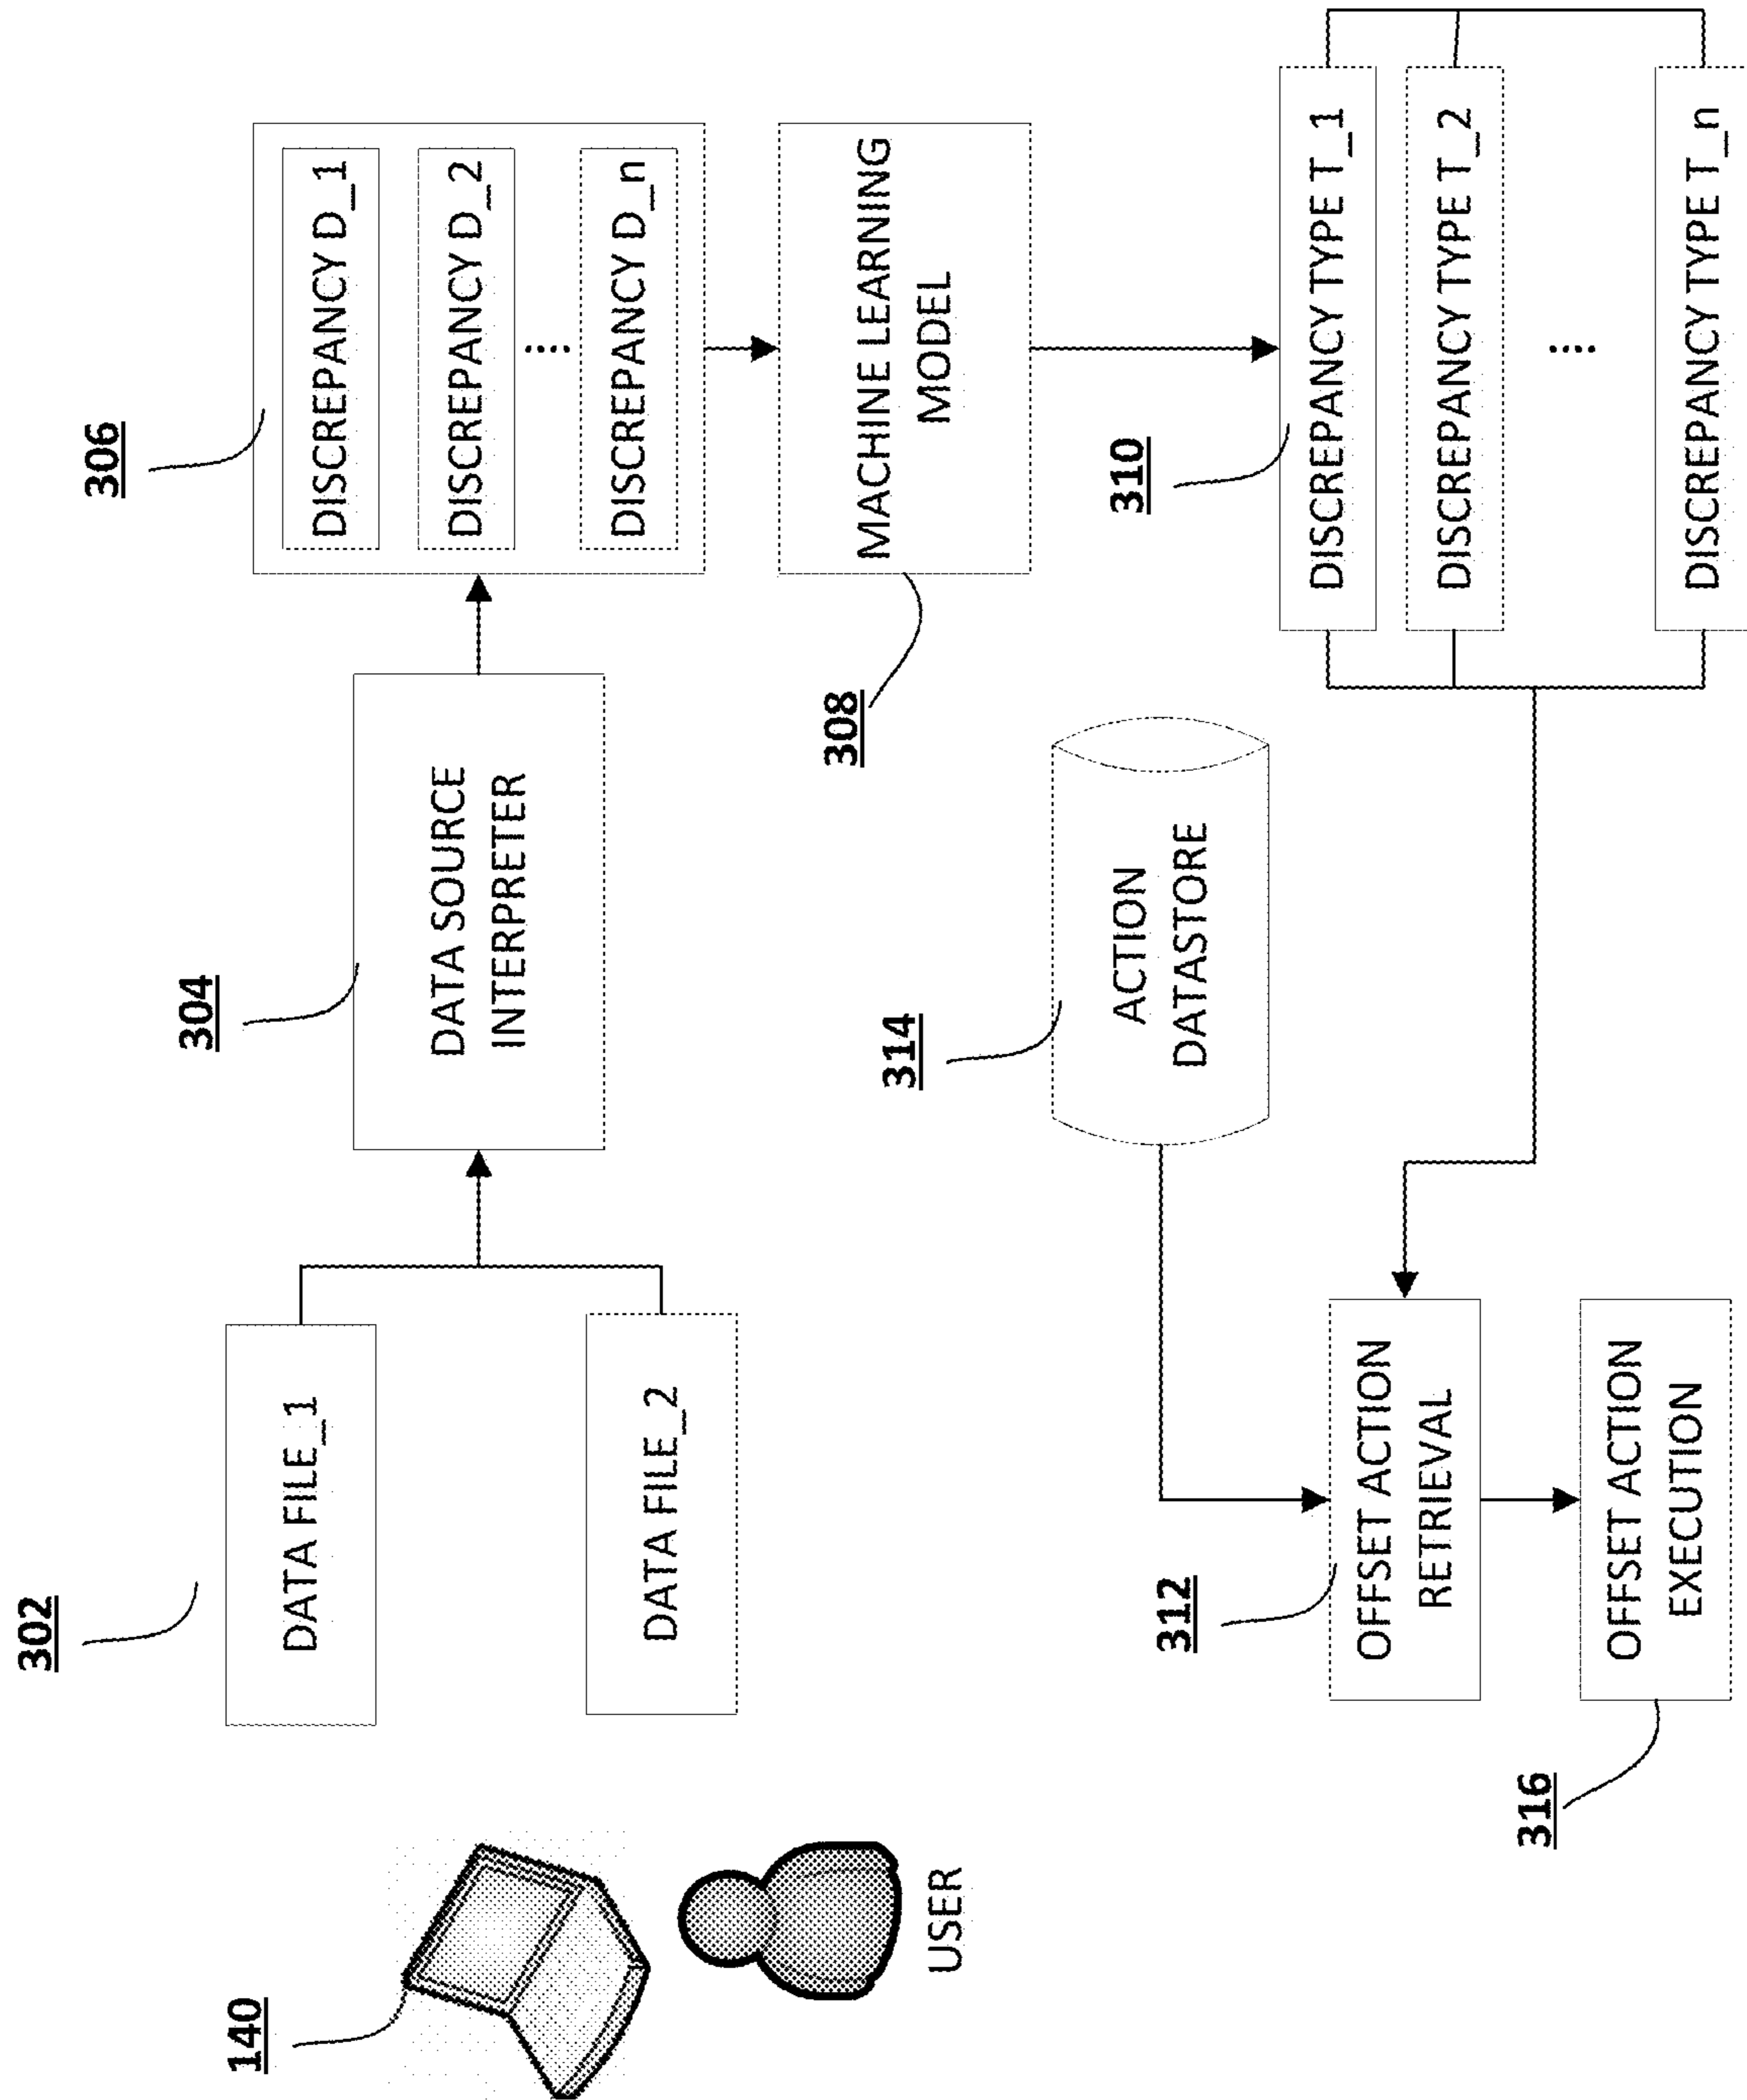 140
USER
302
DATA FILE_1
DATA FILE_2
304
DATA SOURCE
INTERPRETER
306
DISCREPANCY D_1
DISCREPANCY D_2
....
DISCREPANCY D_n
308
MACHINE LEARNING
MODEL
310
DISCREPANCY TYPE T_1
DISCREPANCY TYPE T_2
....
DISCREPANCY TYPE T_n
314
ACTION
DATASTORE
312
OFFSET ACTION
RETRIEVAL
316
OFFSET ACTION
EXECUTION